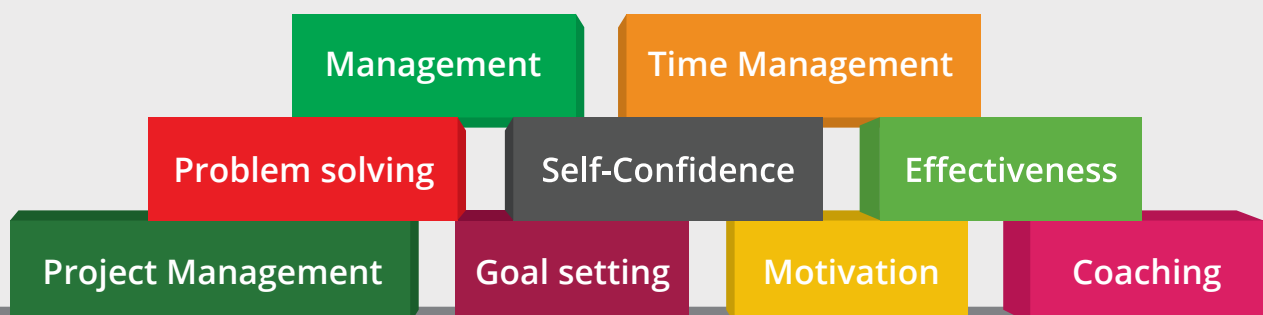 Management
Time Management
Problem solving
Self-Confidence
Effectiveness
Project Management
Goal setting
Motivation
Coaching